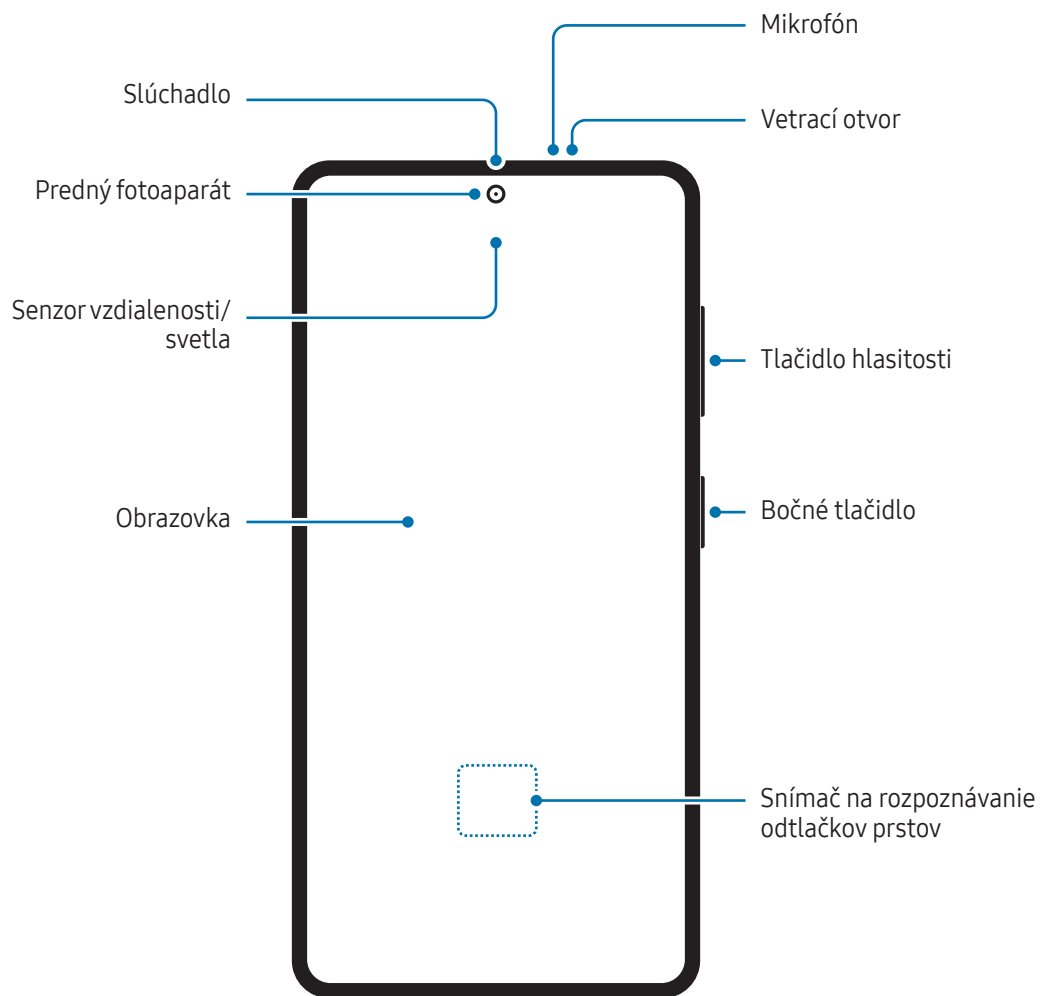 Mikrofón
Slúchadlo
Vetrací otvor
Predný fotoaparát
Senzor vzdialenosti/
svetla
Tlačidlo hlasitosti
Obrazovka
Bočné tlačidlo
Snímač na rozpoznávanie
odtlačkov prstov